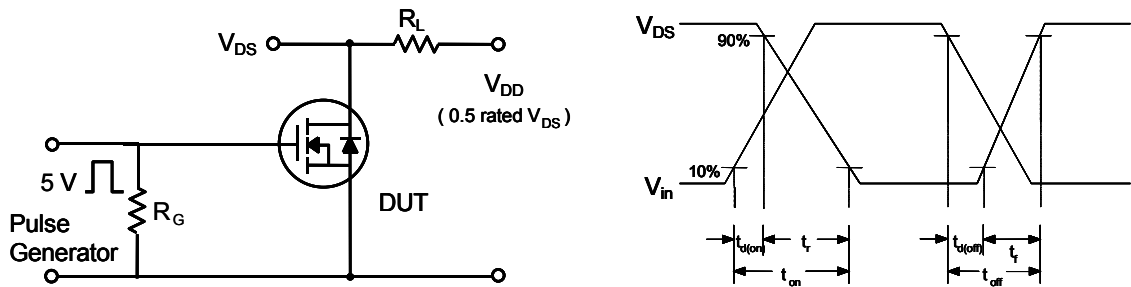 V_DS
R_L
V_DD
( 0.5 rated V_DS )
5 V
R_G
DUT
Pulse
Generator
V_DS
90%
10%
V_in
t_d(on)
t_r
t_d(off)
t_f
t_on
t_off